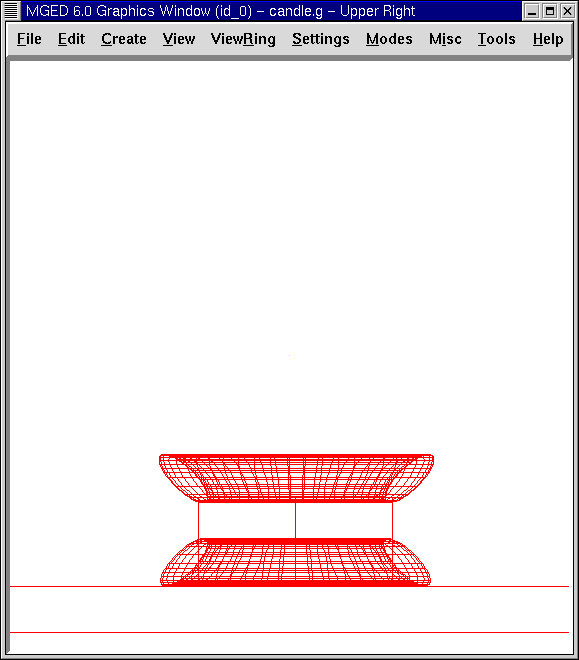 MGED 6.0 Graphics Window (id_0) – candle.g – Upper Right
File Edit Create View ViewRing Settings Modes Misc Tools Help